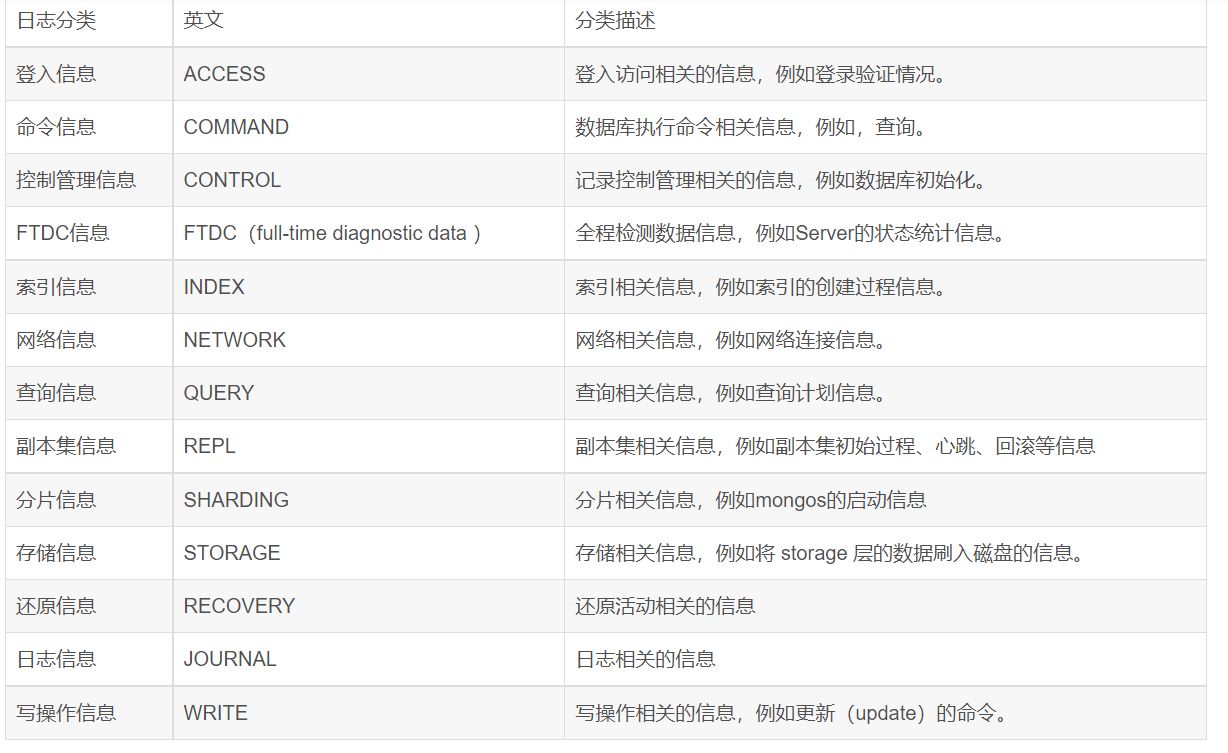 日志分类 英文 分类描述
登入信息 ACCESS 登入访问相关的信息，例如登录验证情况。
命令信息 COMMAND 数据库执行命令相关信息，例如，查询。
控制管理信息 CONTROL 记录控制管理相关的信息，例如数据库初始化。
FTDC信息 FTDC（full-time diagnostic data ） 全程检测数据信息，例如Server的状态统计信息。
索引信息 INDEX 索引相关信息，例如索引的创建过程信息。
网络信息 NETWORK 网络相关信息，例如网络连接信息。
查询信息 QUERY 查询相关信息，例如查询计划信息。
副本集信息 REPL 副本集相关信息，例如副本集初始过程、心跳、回滚等信息
分片信息 SHARDING 分片相关信息，例如mongos的启动信息
存储信息 STORAGE 存储相关信息，例如将 storage 层的数据刷入磁盘的信息。
还原信息 RECOVERY 还原活动相关的信息
日志信息 JOURNAL 日志相关的信息
写操作信息 WRITE 写操作相关的信息，例如更新（update）的命令。